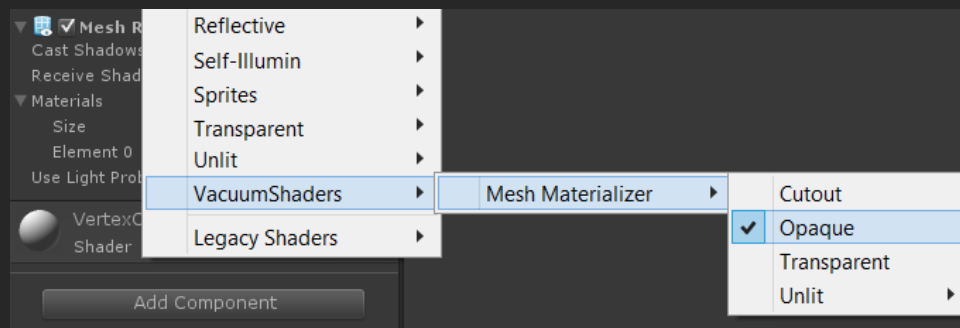 Mesh R
Cast Shadows
Receive Shad
Materials
Size
Element 0
Use Light Prob
VertexC
Shader
Add Component
Reflective
Self-Illumin
Sprites
Transparent
Unlit
VacuumShaders
Legacy Shaders
Mesh Materializer
Cutout
Opaque
Transparent
Unlit